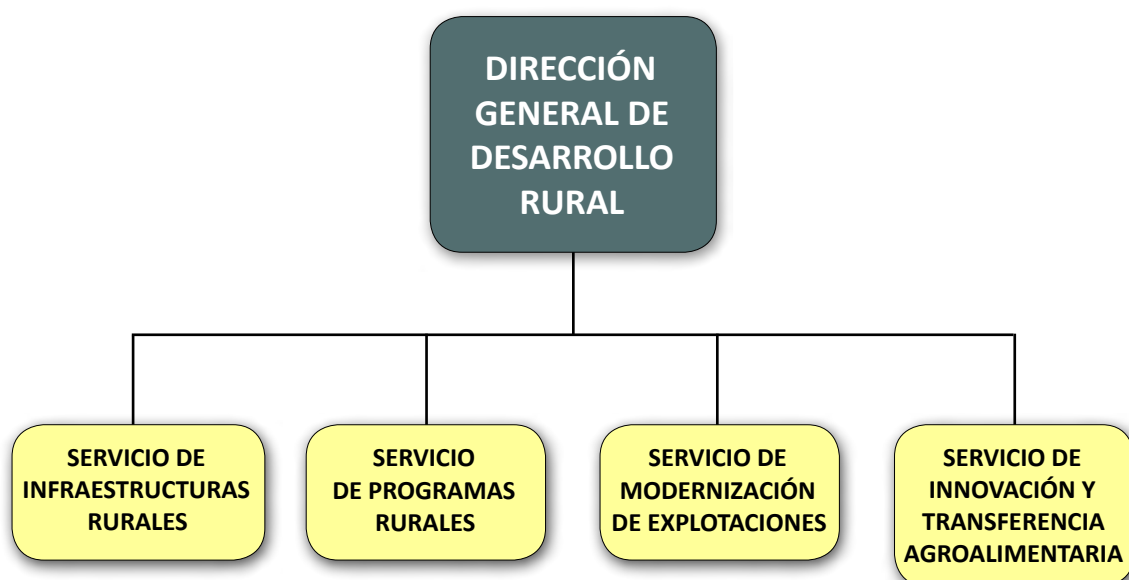 DIRECCIÓN
GENERAL DE
DESARROLLO
RURAL
SERVICIO DE
INFRAESTRUCTURAS
RURALES
SERVICIO
DE PROGRAMAS
RURALES
SERVICIO DE
MODERNIZACIÓN
DE EXPLOTACIONES
SERVICIO DE
INNOVACIÓN Y
TRANSFERENCIA
AGROALIMENTARIA